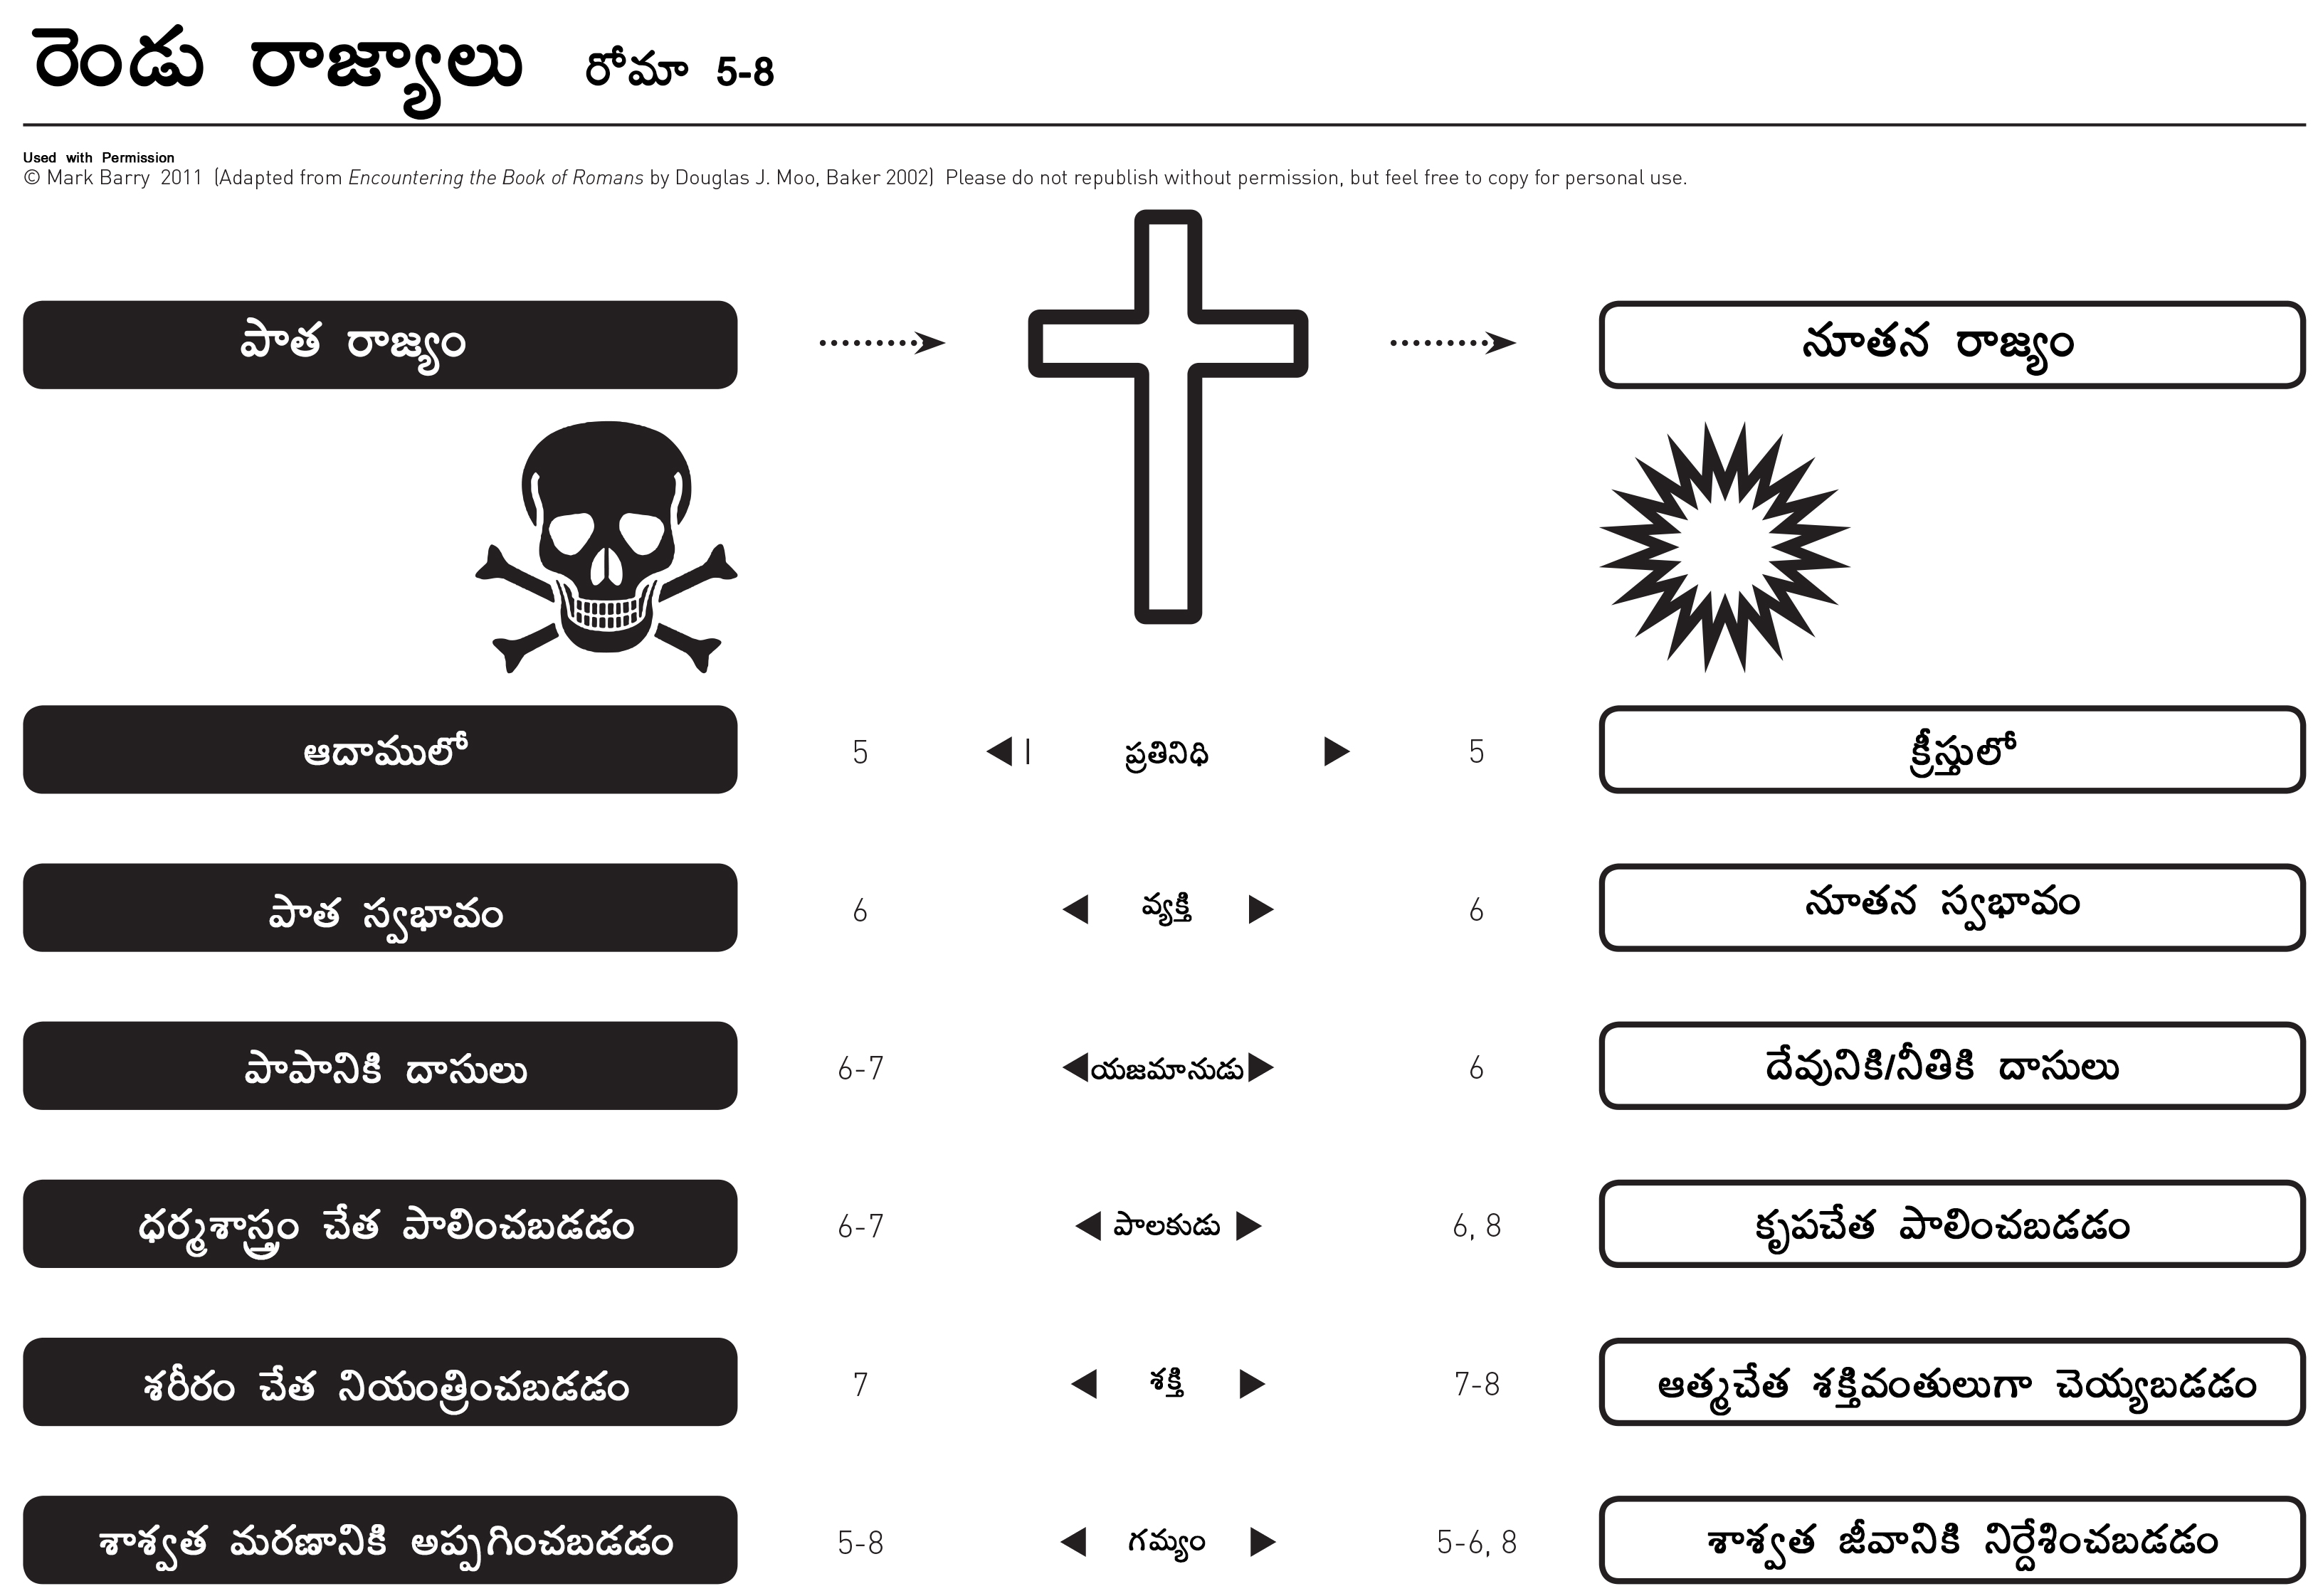 రెండు రాజ్యాలు రోమా 5-8
Used with Permission
© Mark Barry 2011 (Adapted from Encountering the Book of Romans by Douglas J. Moo, Baker 2002) Please do not republish without permission, but feel free to copy for personal use.
పాత రాజ్యం నూతన రాజ్యం
ఆదాములో 5 ప్రతినిధి 5 క్రీస్తులో
పాత స్వభావం 6 వ్యక్తి 6 నూతన స్వభావం
పాపానికి దాసులు 6-7 యజమానుడు 6 దేవునికి/నీతికి దాసులు
ధర్మశాస్త్రం చేత పాలించబడడం 6-7 పాలకుడు 6, 8 కృపచేత పాలించబడడం
శరీరం చేత నియంత్రించబడడం 7 శక్తి 7-8 ఆత్మచేత శక్తివంతులుగా చెయ్యబడడం
శాశ్వత మరణానికి అప్పగించబడడం 5-8 గమ్యం 5-6, 8 శాశ్వత జీవానికి నిర్దేశించబడడం